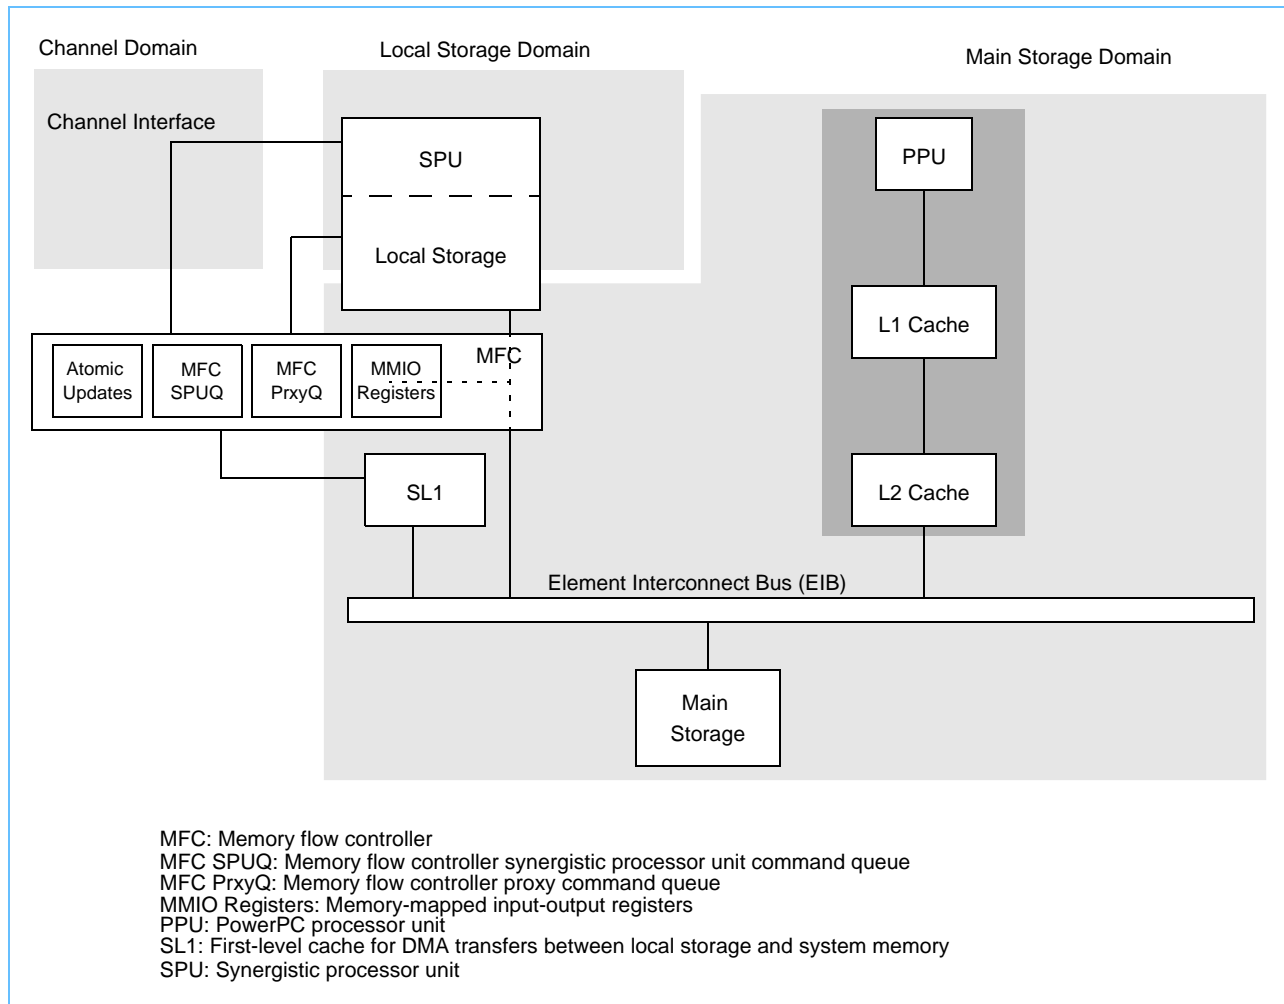 Channel Domain
Local Storage Domain
Main Storage Domain
Channel Interface
SPU
PPU
Local Storage
L1 Cache
MFC
Atomic
Updates
MFC
SPUQ
MFC
PrxyQ
MMIO
Registers
SL1
L2 Cache
Element Interconnect Bus (EIB)
Main
Storage
MFC: Memory flow controller
MFC SPUQ: Memory flow controller synergistic processor unit command queue
MFC PrxyQ: Memory flow controller proxy command queue
MMIO Registers: Memory-mapped input-output registers
PPU: PowerPC processor unit
SL1: First-level cache for DMA transfers between local storage and system memory
SPU: Synergistic processor unit